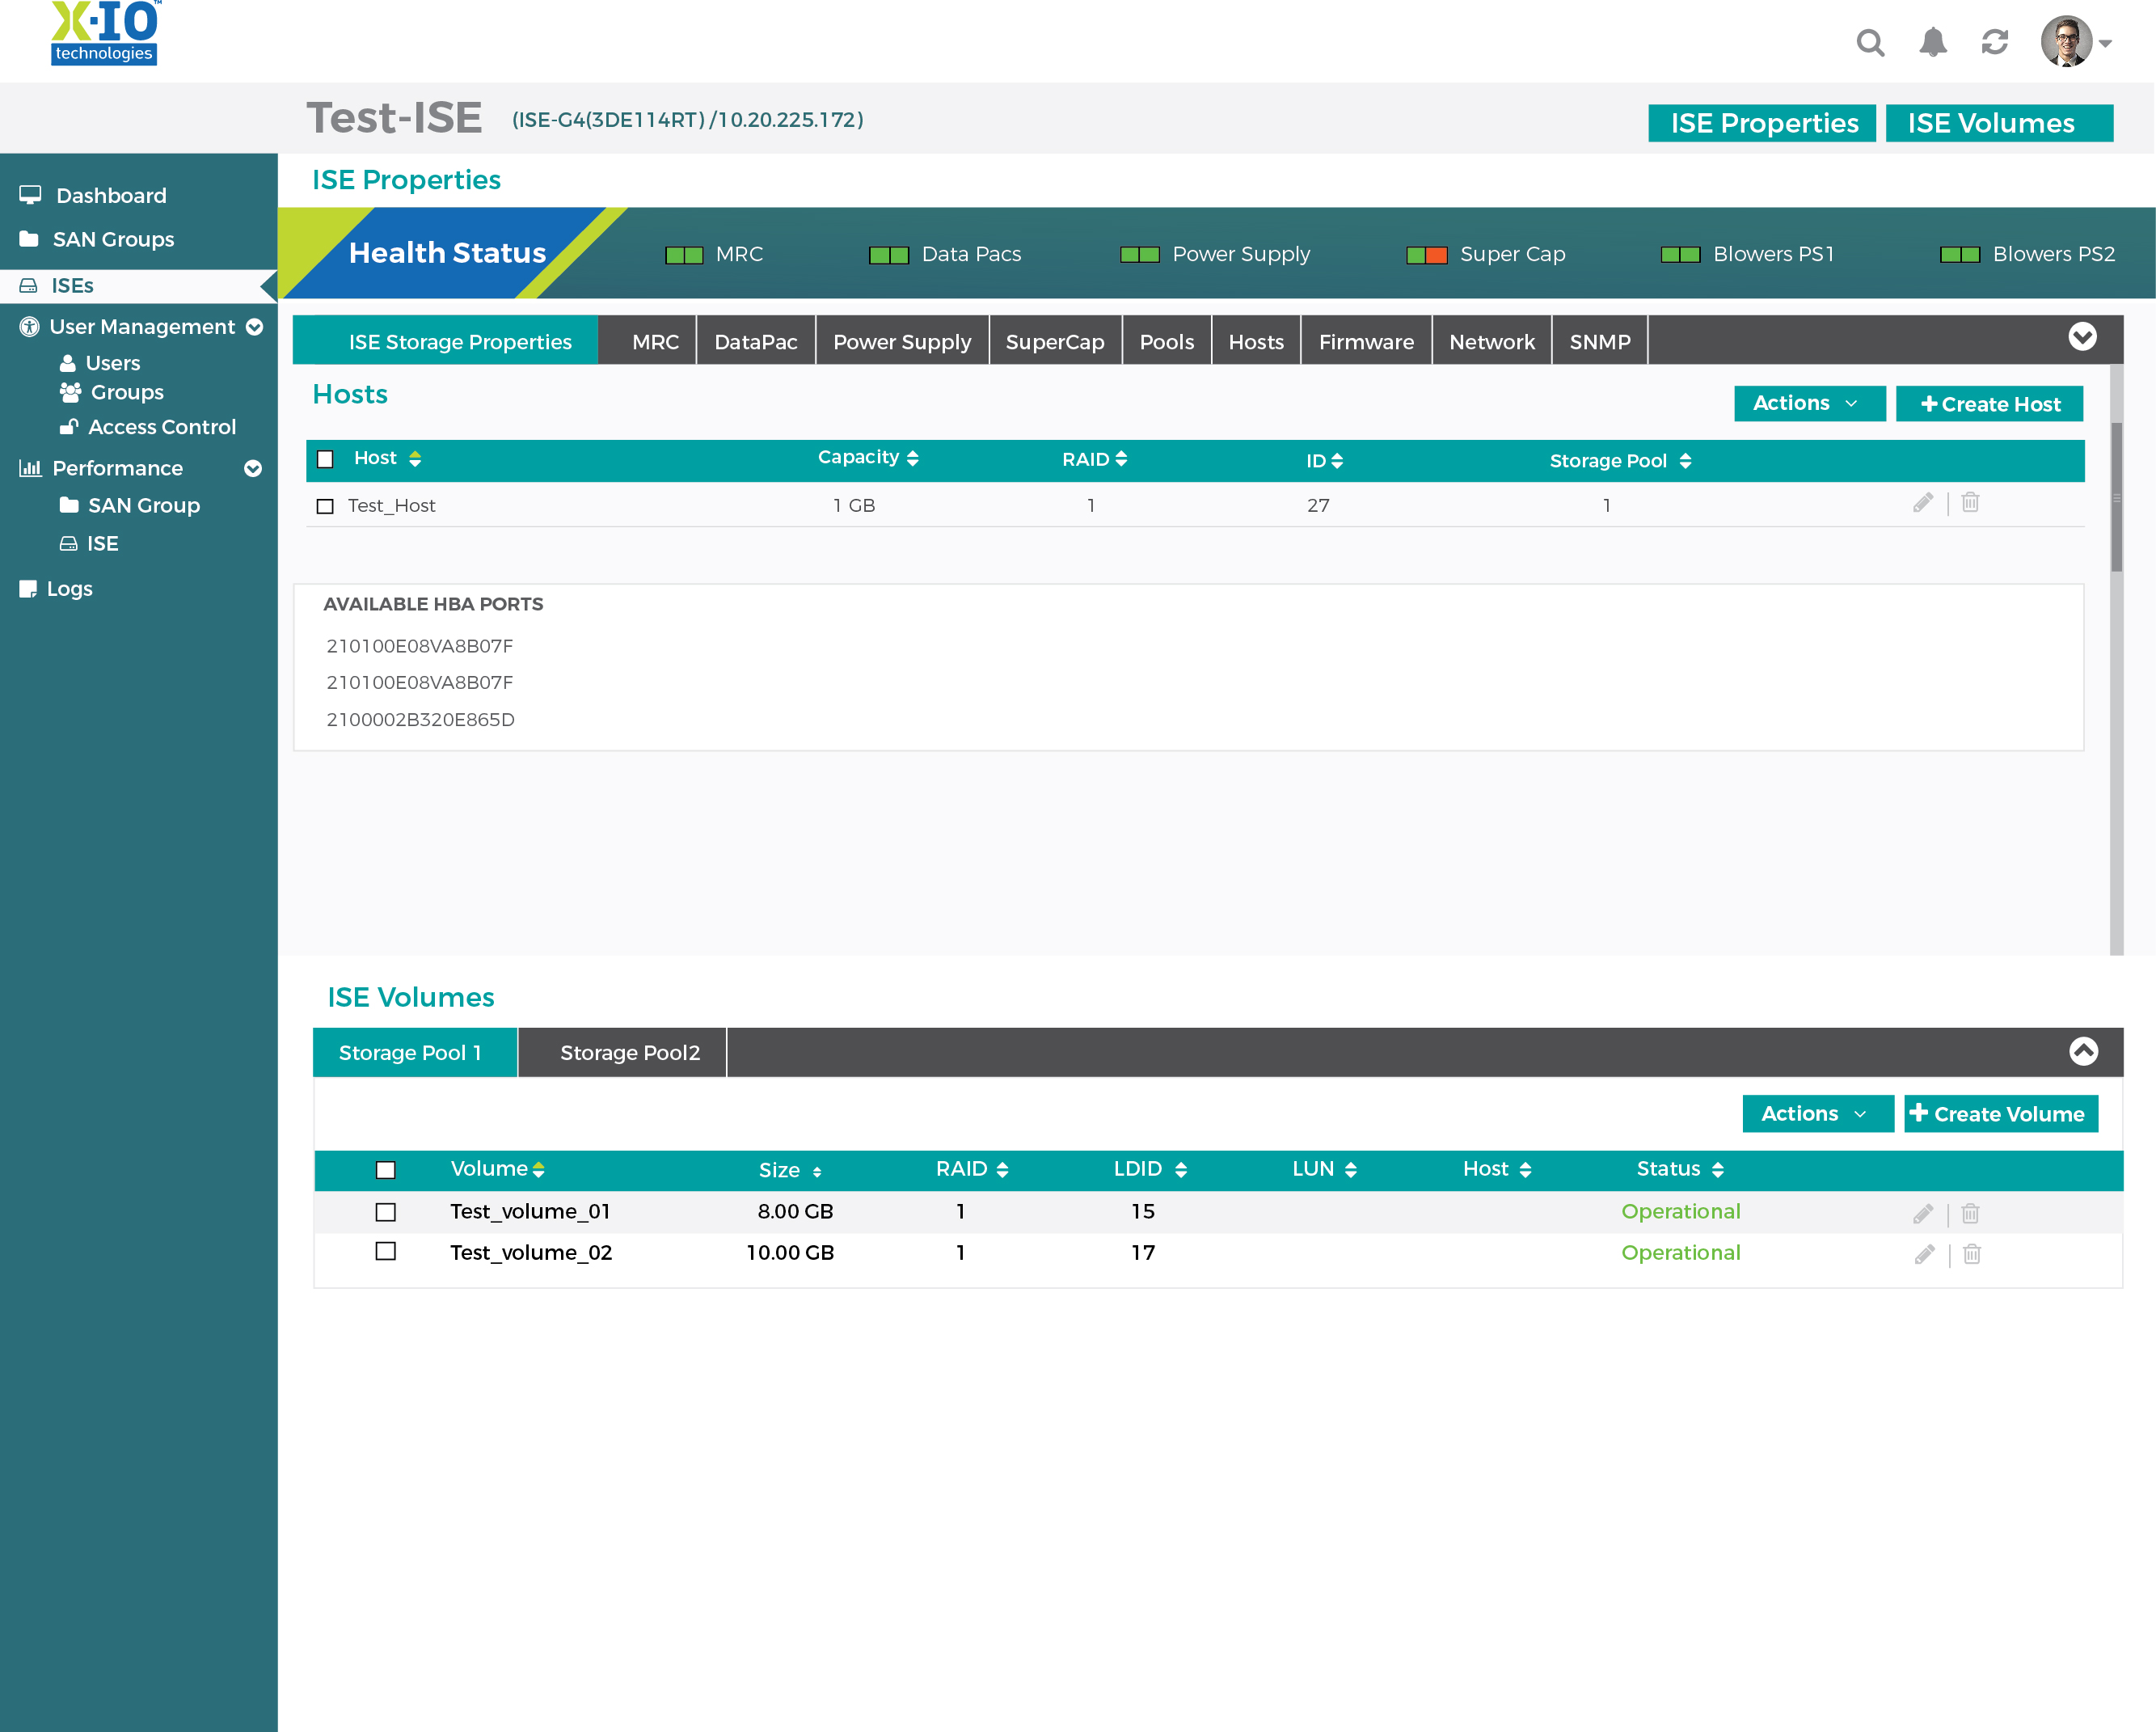 X-IO™
technologies
Test-ISE (ISE-G4(3DE114RT) /10.20.225.172) ISE Properties ISE Volumes
Dashboard
SAN Groups
ISEs
User Management
Users
Groups
Access Control
Performance
SAN Group
ISE
Logs
ISE Properties
Health Status MRC Data Pacs Power Supply Super Cap Blowers PS1 Blowers PS2
ISE Storage Properties MRC DataPac Power Supply SuperCap Pools Hosts Firmware Network SNMP
Hosts Actions Create Host
Host Capacity RAID ID Storage Pool
Test_Host 1 GB 1 27 1
AVAILABLE HBA PORTS
210100E08VA8B07F
210100E08VA8B07F
2100002B320E865D
ISE Volumes
Storage Pool 1 Storage Pool2
Actions Create Volume
Volume Size RAID LDID LUN Host Status
Test_volume_01 8.00 GB 1 15 Operational
Test_volume_02 10.00 GB 1 17 Operational